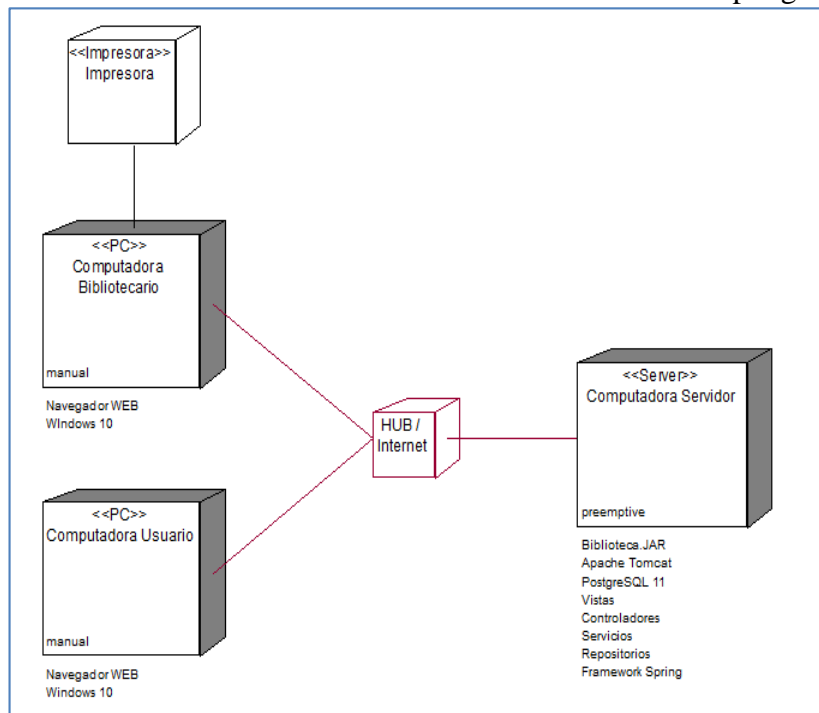 <<Impresora>>
Impresora
<<PC>>
Computadora
Bibliotecario
manual
Navegador WEB
WIndows 10
HUB /
Internet
<<Server>>
Computadora Servidor
preemptive
Biblioteca.JAR
Apache Tomcat
PostgreSQL 11
Vistas
Controladores
Servicios
Repositorios
Framework Spring
<<PC>>
Computadora Usuario
manual
Navegador WEB
Windows 10